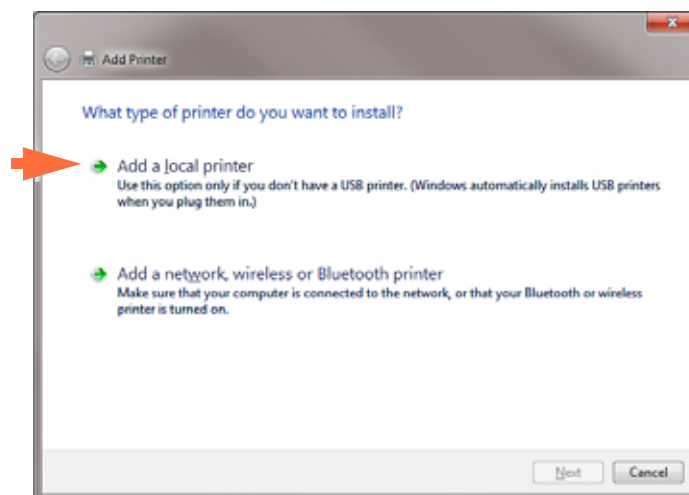 Add Printer
What type of printer do you want to install?
Add a local printer
Use this option only if you don't have a USB printer. (Windows automatically installs USB printers
when you plug them in.)
Add a network, wireless or Bluetooth printer
Make sure that your computer is connected to the network, or that your Bluetooth or wireless
printer is turned on.
Next Cancel